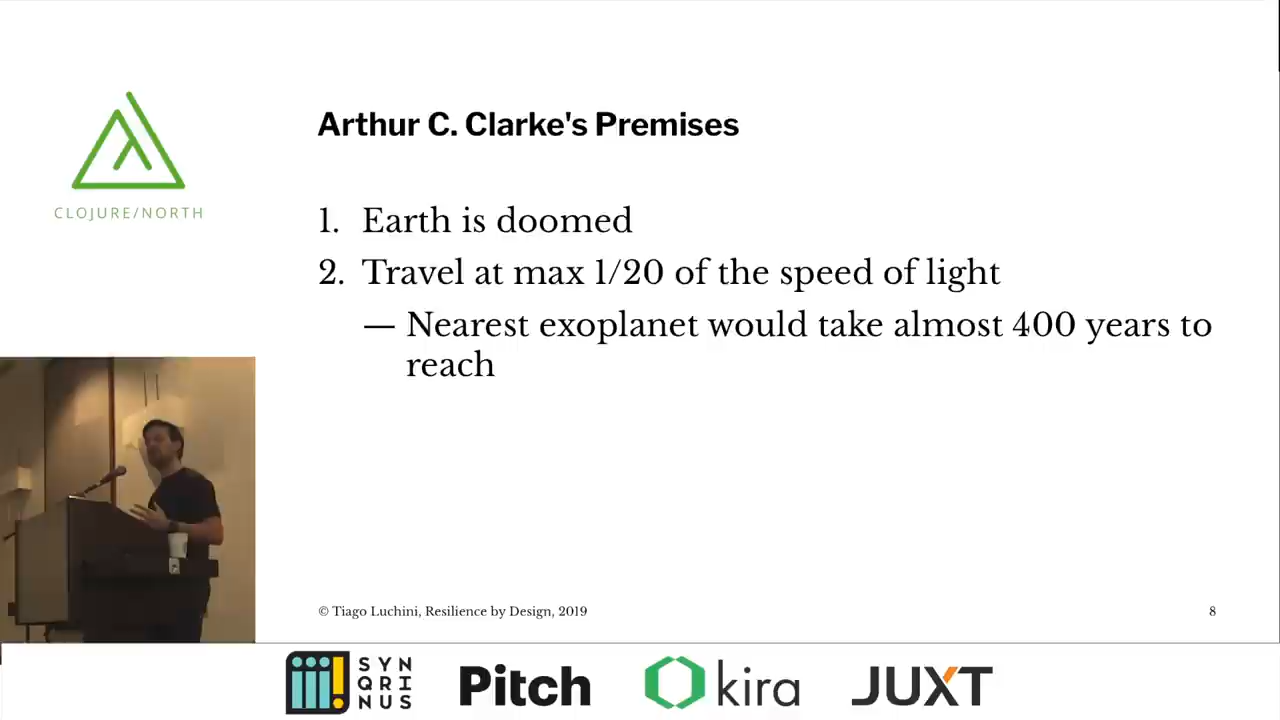 Arthur C. Clarke's Premises
CLOJURE/NORTH
1. Earth is doomed
2. Travel at max 1/20 of the speed of light
— Nearest exoplanet would take almost 400 years to
reach
© Tiago Luchini, Resilience by Design, 2019
8
SYN
QRI
NUS
Pitch
kira
JUXT